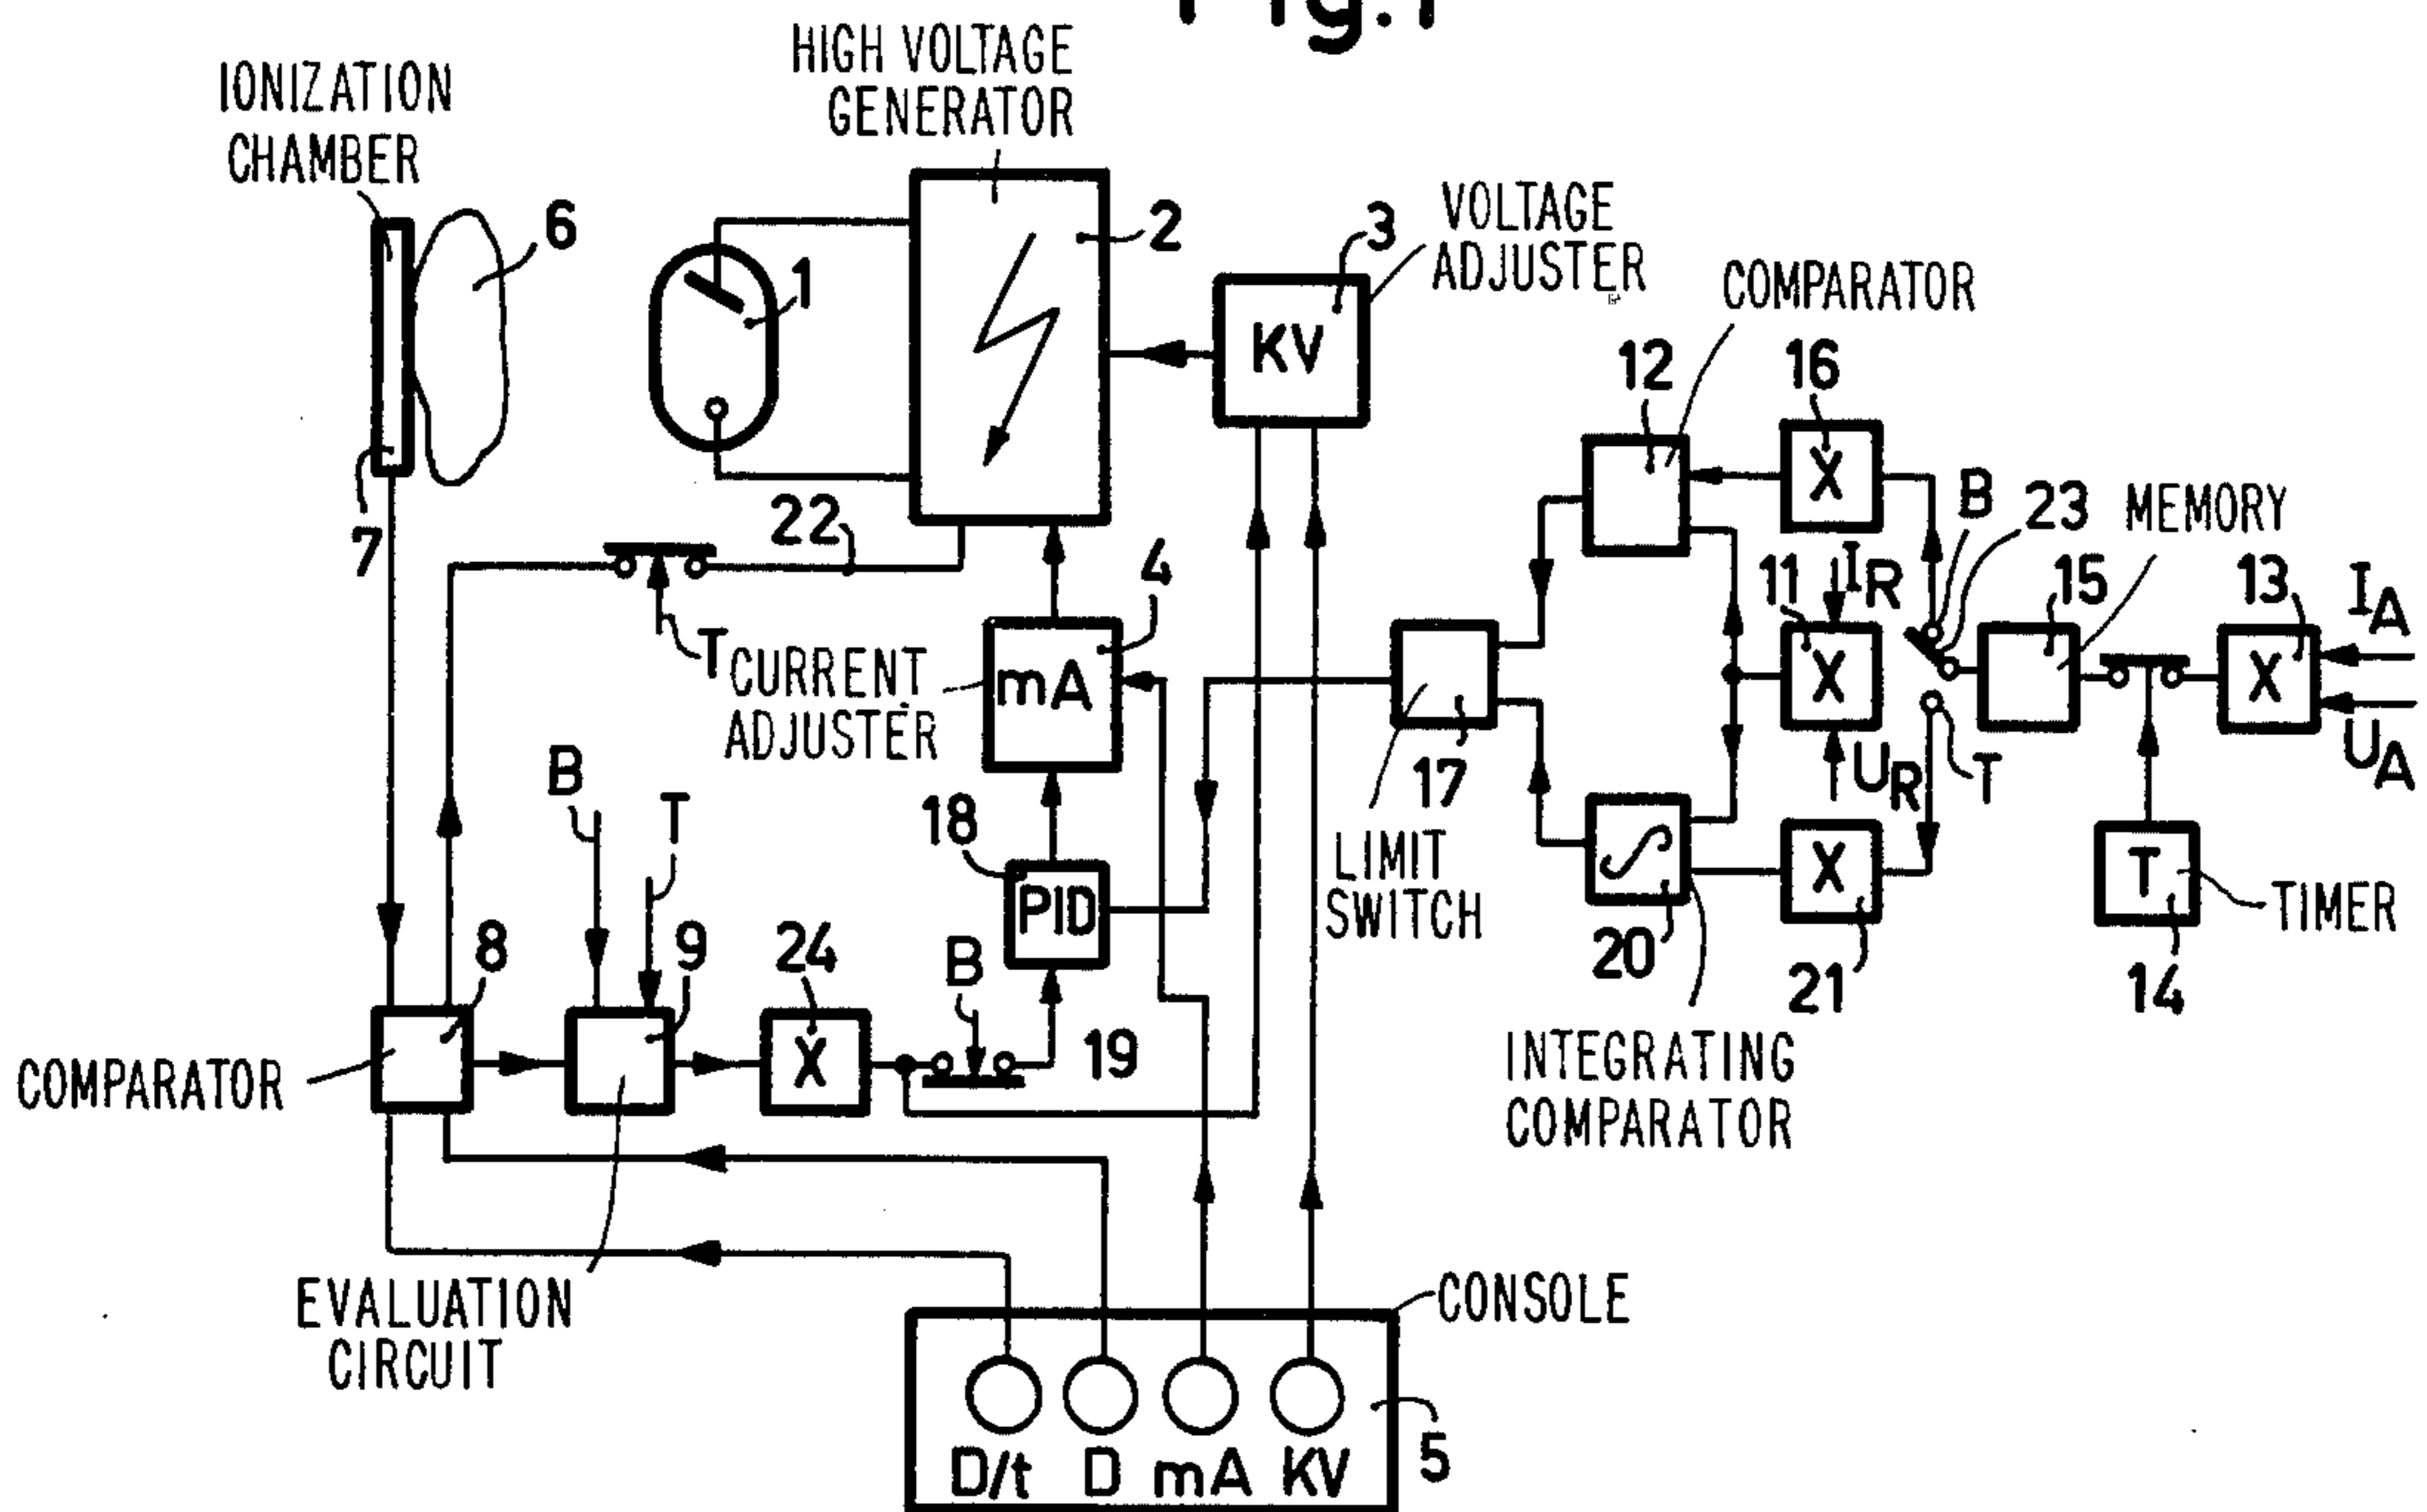 Fig.1
HIGH VOLTAGE
GENERATOR
IONIZATION
CHAMBER
6
1
2
3
VOLTAGE
ADJUSTER
KV
COMPARATOR
12
16
X
7
22
T
4
CURRENT
ADJUSTER
mA
B
23
MEMORY
11
IR
X
UR
T
15
13
X
IA
UA
17
LIMIT
SWITCH
18
PID
B
T
20
X
21
T
14
TIMER
INTEGRATING
COMPARATOR
8
COMPARATOR
9
24
X
B
19
EVALUATION
CIRCUIT
CONSOLE
D/t D mA KV
5